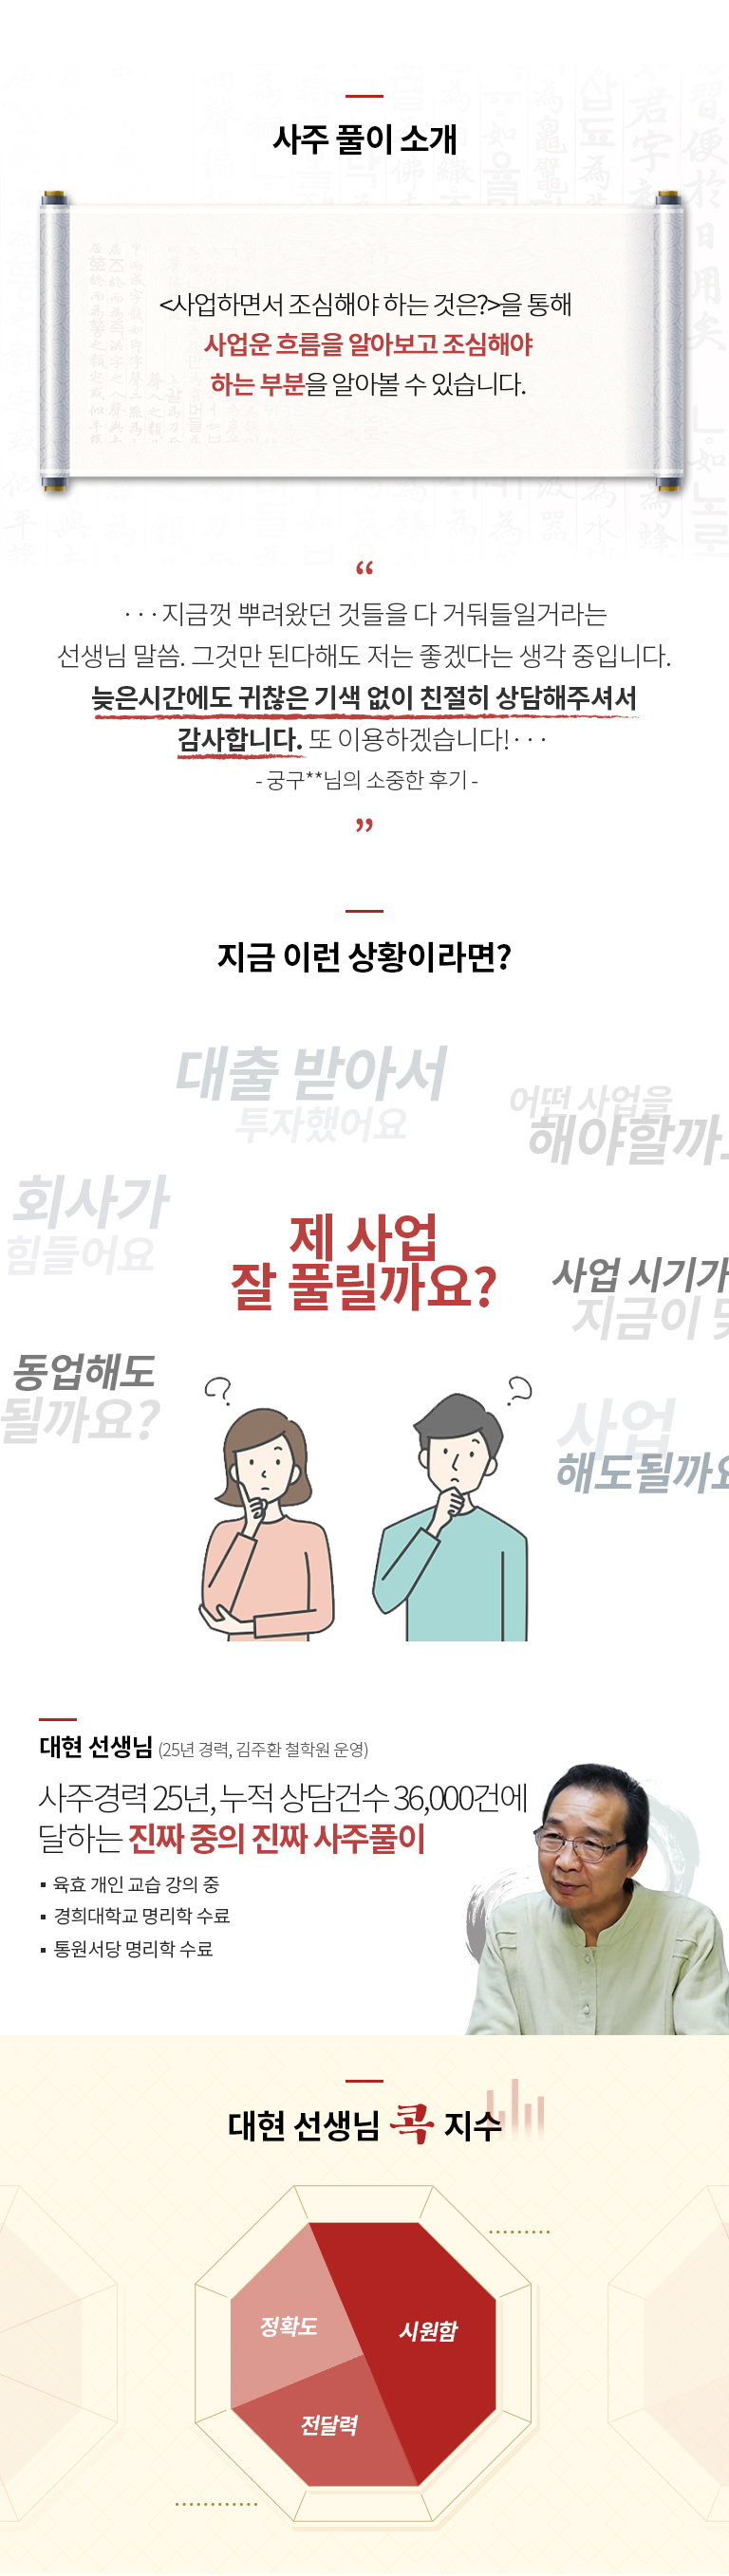 사주 풀이 소개
<사업하면서 조심해야 하는 것은?>을 통해
사업운 흐름을 알아보고 조심해야
하는 부분을 알아볼 수 있습니다.
“
· · · 지금껏 뿌려왔던 것들을 다 거둬들일거라는
선생님 말씀. 그것만 된다해도 저는 좋겠다는 생각 중입니다.
늦은시간에도 귀찮은 기색 없이 친절히 상담해주셔서
감사합니다. 또 이용하겠습니다! · · ·
- 궁구**님의 소중한 후기 -
”
지금 이런 상황이라면?
대출 받아서
투자했어요
어떤 사업을
해야할까
회사가
힘들어요
제 사업
잘 풀릴까요?
사업 시기가
지금이
동업해도
될까요?
사업
해도될까요
대현 선생님 (25년 경력, 김주환 철학원 운영)
사주경력 25년, 누적 상담건수 36,000건에
달하는 진짜 중의 진짜 사주풀이
▪ 육효 개인 교습 강의 중
▪ 경희대학교 명리학 수료
▪ 통원서당 명리학 수료
대현 선생님 콕 지수
정확도
시원함
전달력